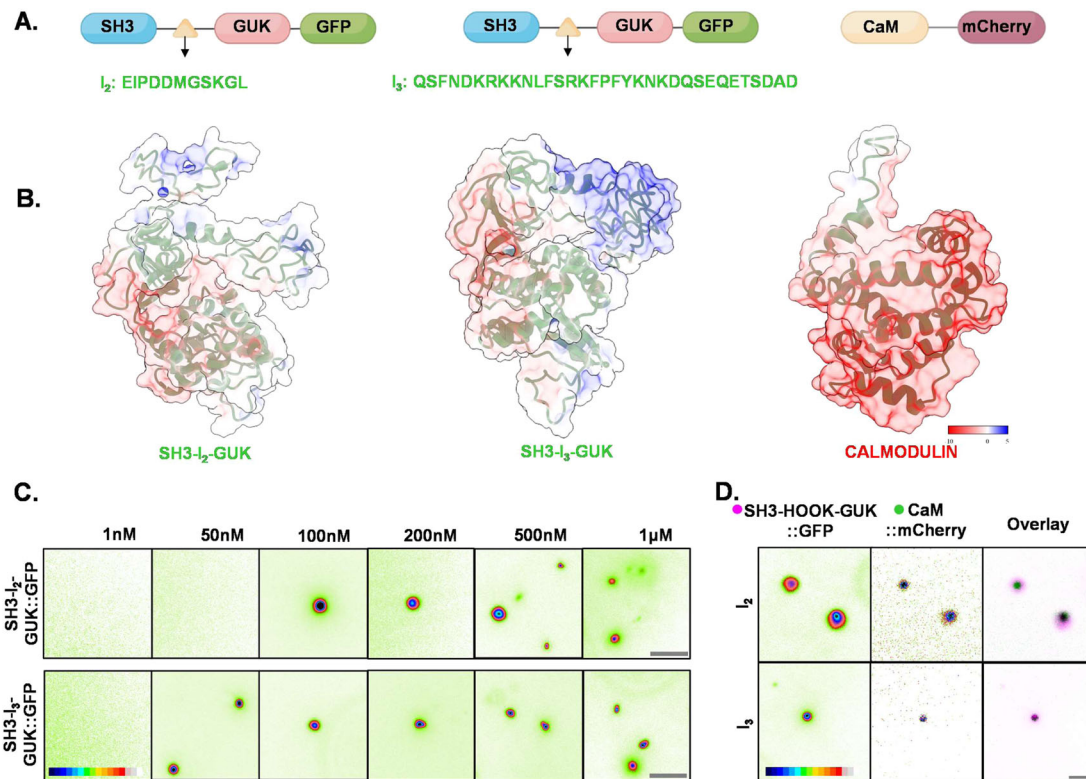 A.
SH3 GUK GFP
SH3 GUK GFP
CaM mCherry
I₂: EIPDDMGSKGL
I₃: QSFNDKRKKNLFSRKFPFYKNKDQSEQETSDAD
B.
10 0 5
SH3-I₂-GUK
SH3-I₃-GUK
CALMODULIN
C.
1nM 50nM 100nM 200nM 500nM 1µM
SH3-I₂-
GUK::GFP
SH3-I₃-
GUK::GFP
D.
SH3-HOOK-GUK
::GFP
CaM
::mCherry
Overlay
I₂
I₃